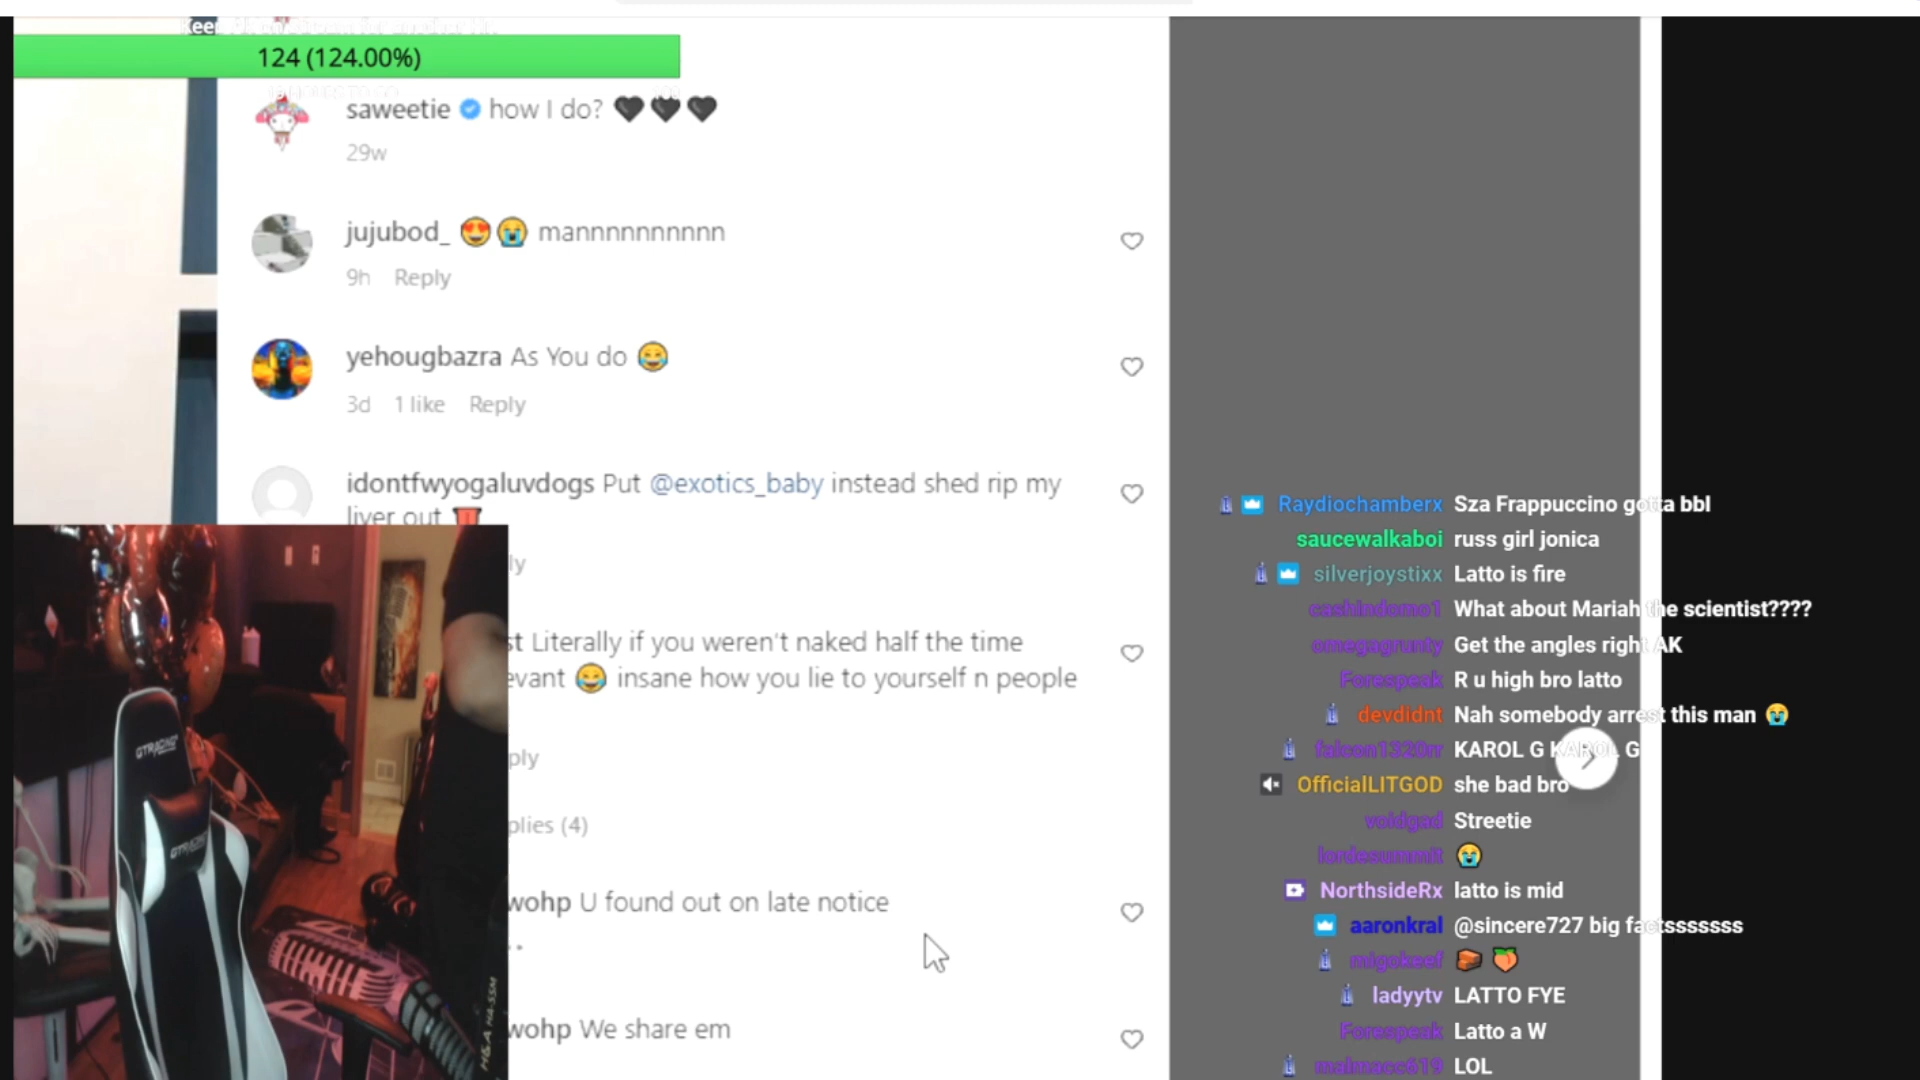 124 (124.00%)
saweetie how I do? 🖤🖤🖤
29w
jujubod_ 😍😭 mannnnnnnnnn
9h Reply
yehougbazra As You do 😂
3d 1 like Reply
idontfwyogaluvdogs Put @exotics_baby instead shed rip my
liver out
ly
st Literally if you weren't naked half the time
evant 😂 insane how you lie to yourself n people
ply
plies (4)
wohp U found out on late notice
wohp We share em
GTRACING
GTRACING
Raydiochamberx Sza Frappuccino gotta bbl
saucewalkaboi russ girl jonica
silverjoystixx Latto is fire
cashindomo1 What about Mariah the scientist????
omegagrunty Get the angles right AK
Forespeak R u high bro latto
devdidnt Nah somebody arrest this man 😭
falcon1320rr KAROL G KAROL G
OfficialLITGOD she bad bro
voidgad Streetie
lordesummit 😭
NorthsideRx latto is mid
aaronkral @sincere727 big factsssssss
migokeef 🧱🍑
ladyytv LATTO FYE
Forespeak Latto a W
malmacc619 LOL